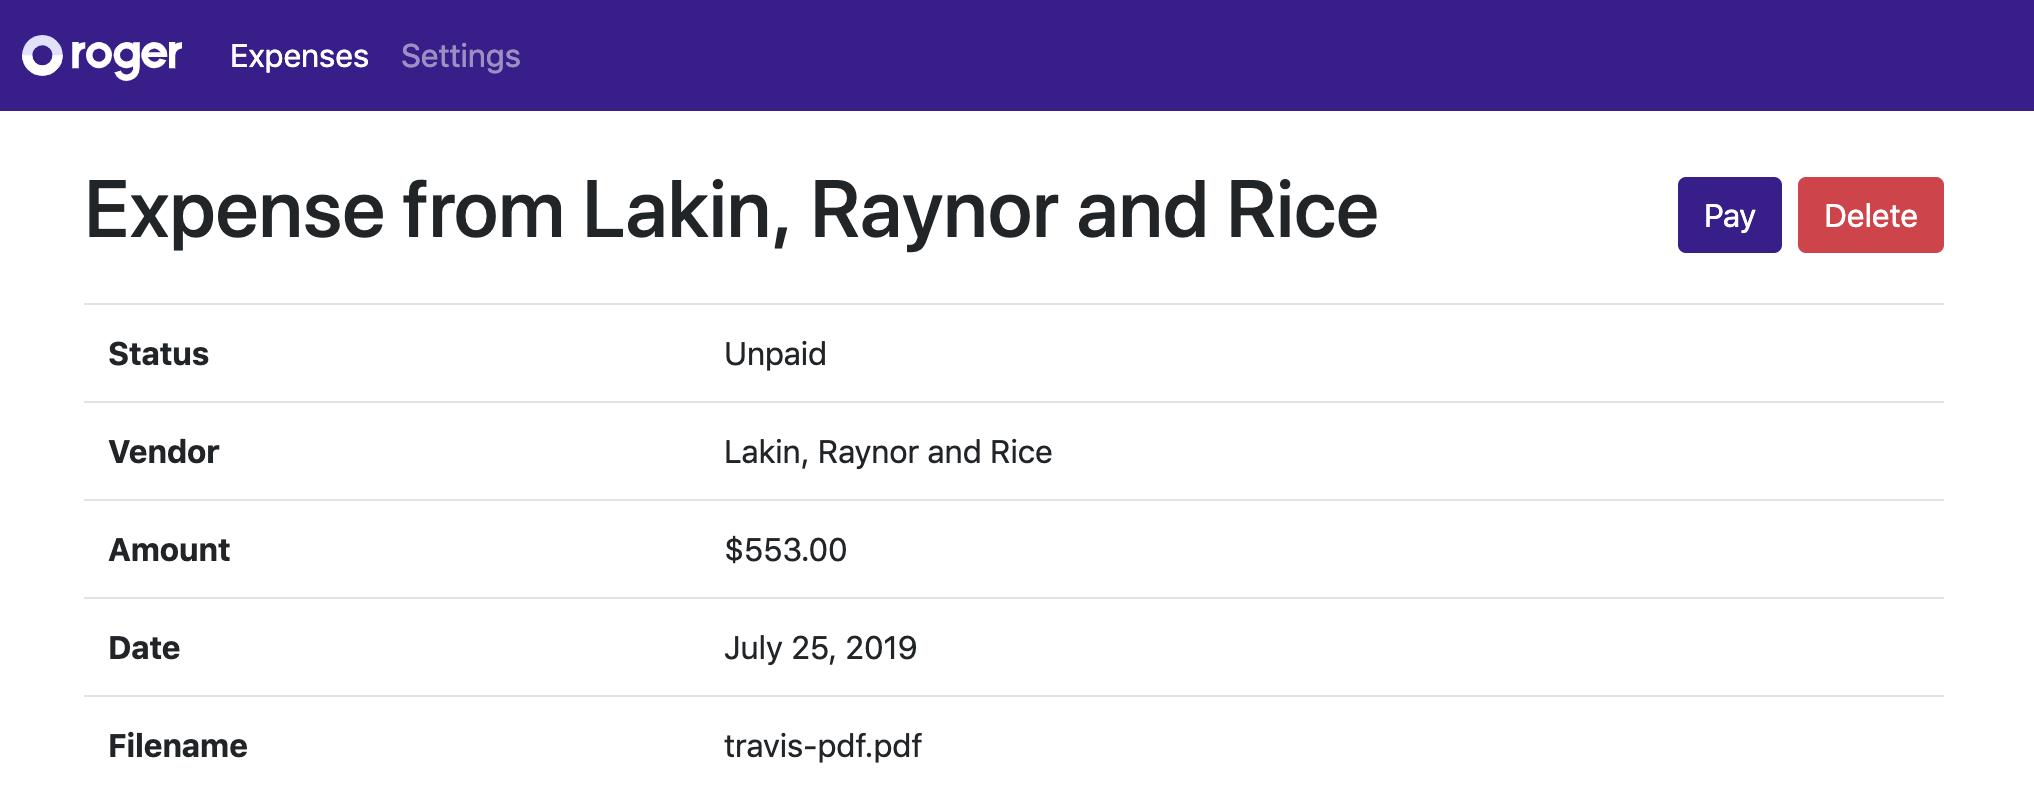 roger Expenses Settings
Expense from Lakin, Raynor and Rice Pay Delete
Status Unpaid
Vendor Lakin, Raynor and Rice
Amount $553.00
Date July 25, 2019
Filename travis-pdf.pdf